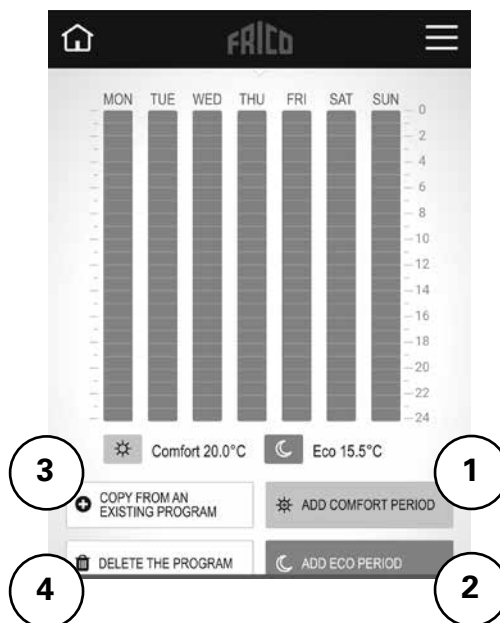 FRICO
MON TUE WED THU FRI SAT SUN
0
2
4
6
8
10
12
14
16
18
20
22
24
Comfort 20.0°C Eco 15.5°C
3
1
COPY FROM AN
EXISTING PROGRAM
ADD COMFORT PERIOD
DELETE THE PROGRAM
ADD ECO PERIOD
4
2